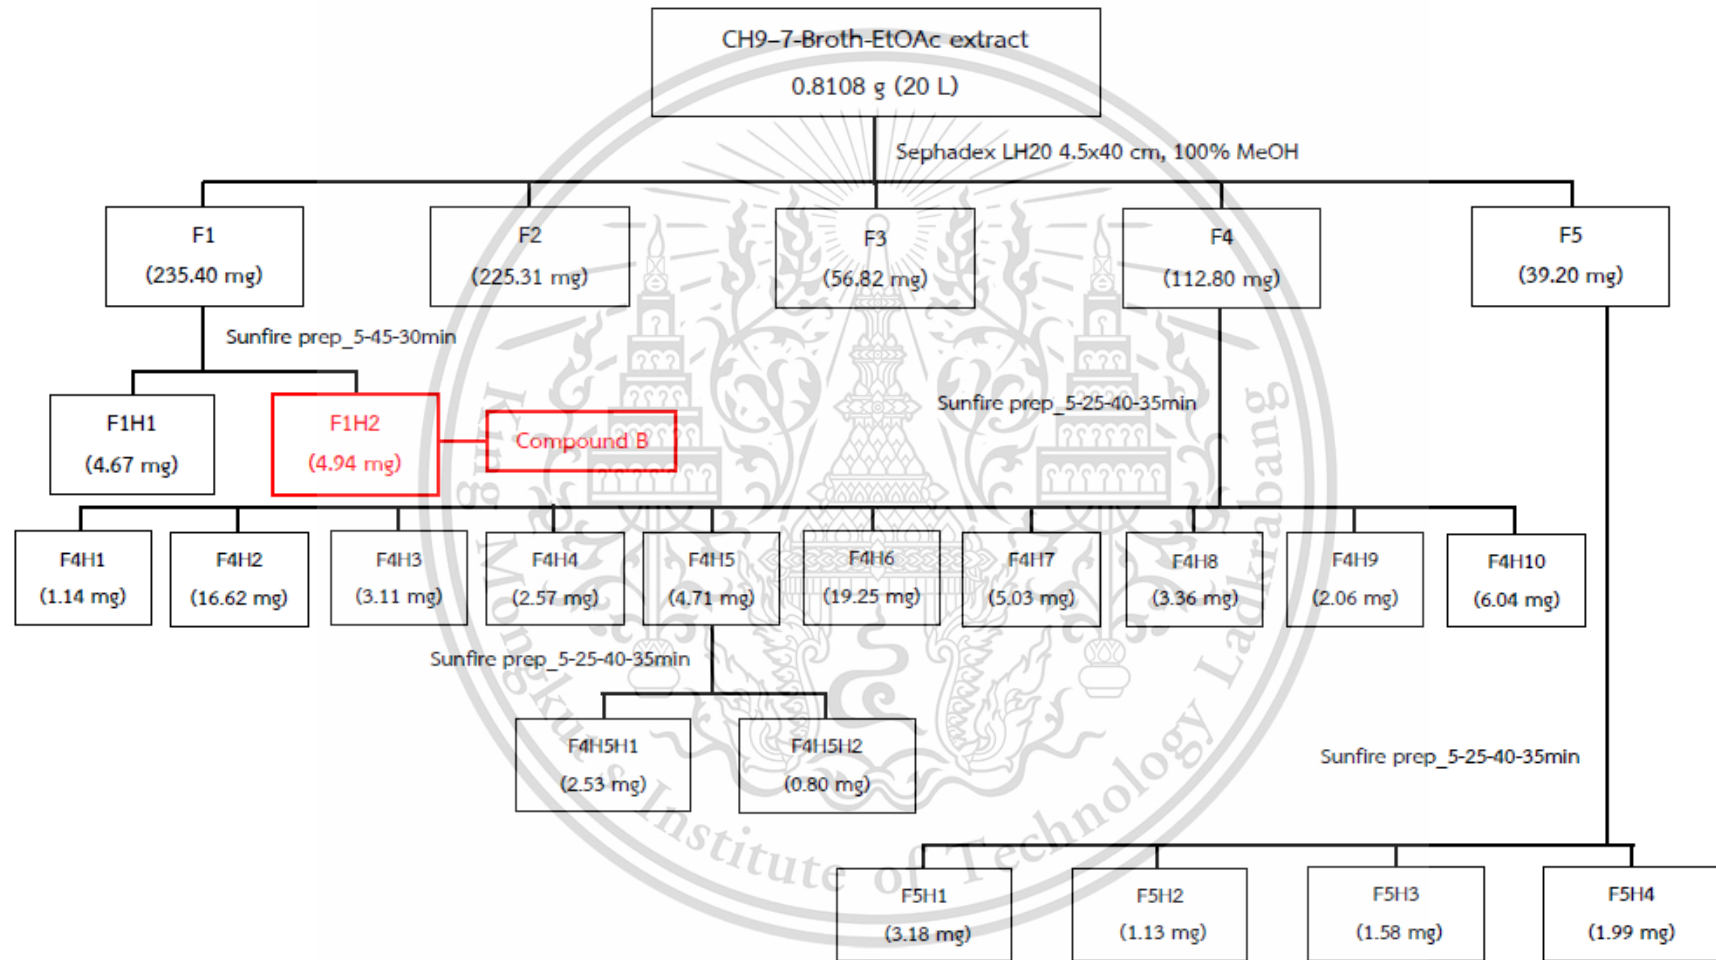 CH9–7-Broth-EtOAc extract
0.8108 g (20 L)
Sephadex LH20 4.5x40 cm, 100% MeOH
F1
(235.40 mg)
F2
(225.31 mg)
F3
(56.82 mg)
F4
(112.80 mg)
F5
(39.20 mg)
Sunfire prep_5-45-30min
F1H1
(4.67 mg)
F1H2
(4.94 mg)
Compound B
Sunfire prep_5-25-40-35min
F4H1
(1.14 mg)
F4H2
(16.62 mg)
F4H3
(3.11 mg)
F4H4
(2.57 mg)
F4H5
(4.71 mg)
F4H6
(19.25 mg)
F4H7
(5.03 mg)
F4H8
(3.36 mg)
F4H9
(2.06 mg)
F4H10
(6.04 mg)
Sunfire prep_5-25-40-35min
F4H5H1
(2.53 mg)
F4H5H2
(0.80 mg)
Sunfire prep_5-25-40-35min
F5H1
(3.18 mg)
F5H2
(1.13 mg)
F5H3
(1.58 mg)
F5H4
(1.99 mg)
King Mongkut's Institute of Technology Ladkrabang